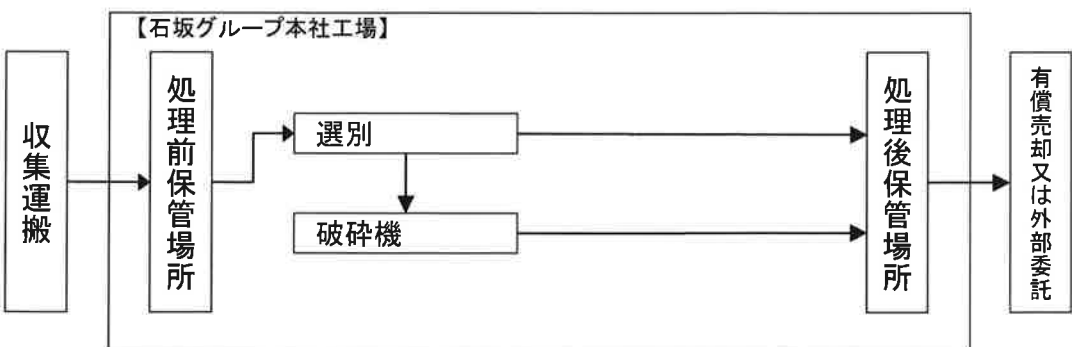 【石坂グループ本社工場】
収集運搬
処理前保管場所
選別
破砕機
処理後保管場所
有償売却又は外部委託